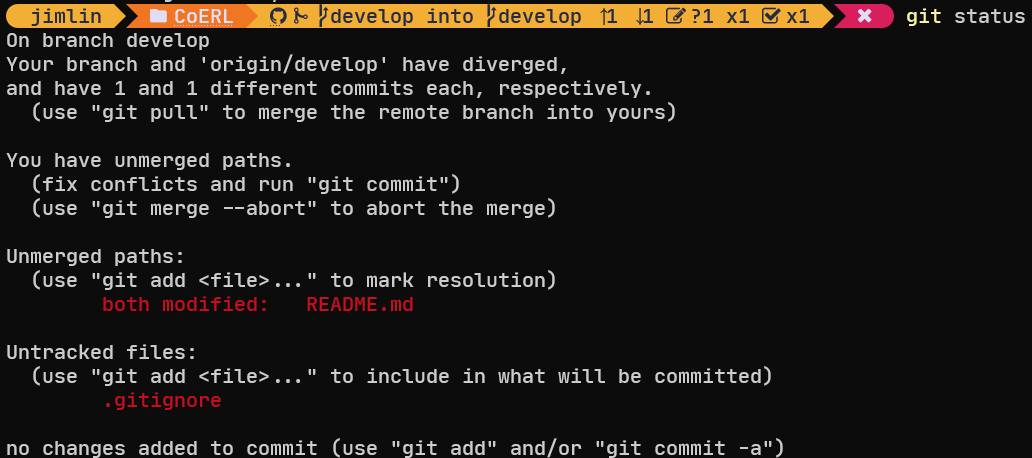 jimlin CoERL develop into develop ↑1 ↓1 ?1 x1 x1 git status
On branch develop
Your branch and 'origin/develop' have diverged,
and have 1 and 1 different commits each, respectively.
  (use "git pull" to merge the remote branch into yours)
You have unmerged paths.
  (fix conflicts and run "git commit")
  (use "git merge --abort" to abort the merge)
Unmerged paths:
  (use "git add <file>..." to mark resolution)
        both modified:   README.md
Untracked files:
  (use "git add <file>..." to include in what will be committed)
        .gitignore
no changes added to commit (use "git add" and/or "git commit -a")